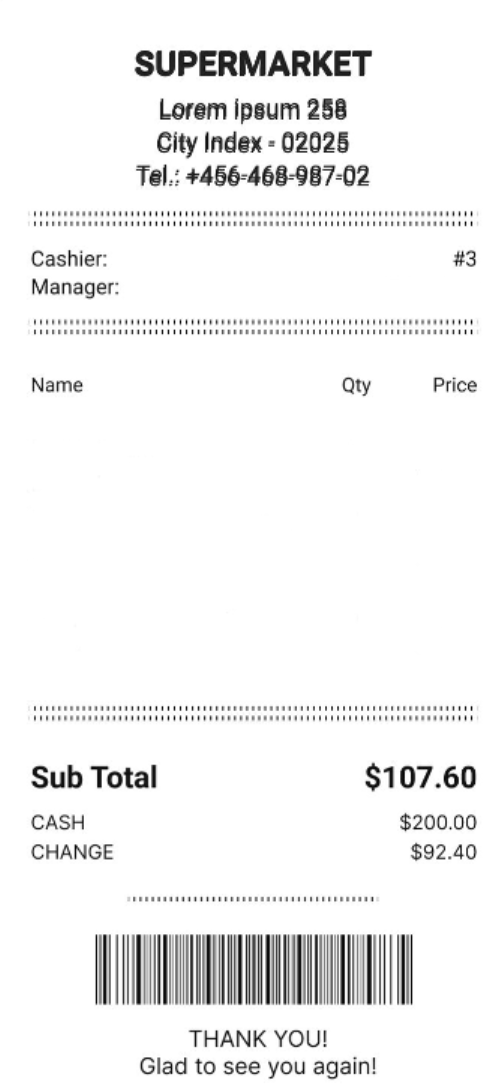 SUPERMARKET
Lorem ipsum 258
City Index - 02025
Tel.: +456-468-987-02
Cashier: #3
Manager:
Name Qty Price
Sub Total $107.60
CASH $200.00
CHANGE $92.40
THANK YOU!
Glad to see you again!